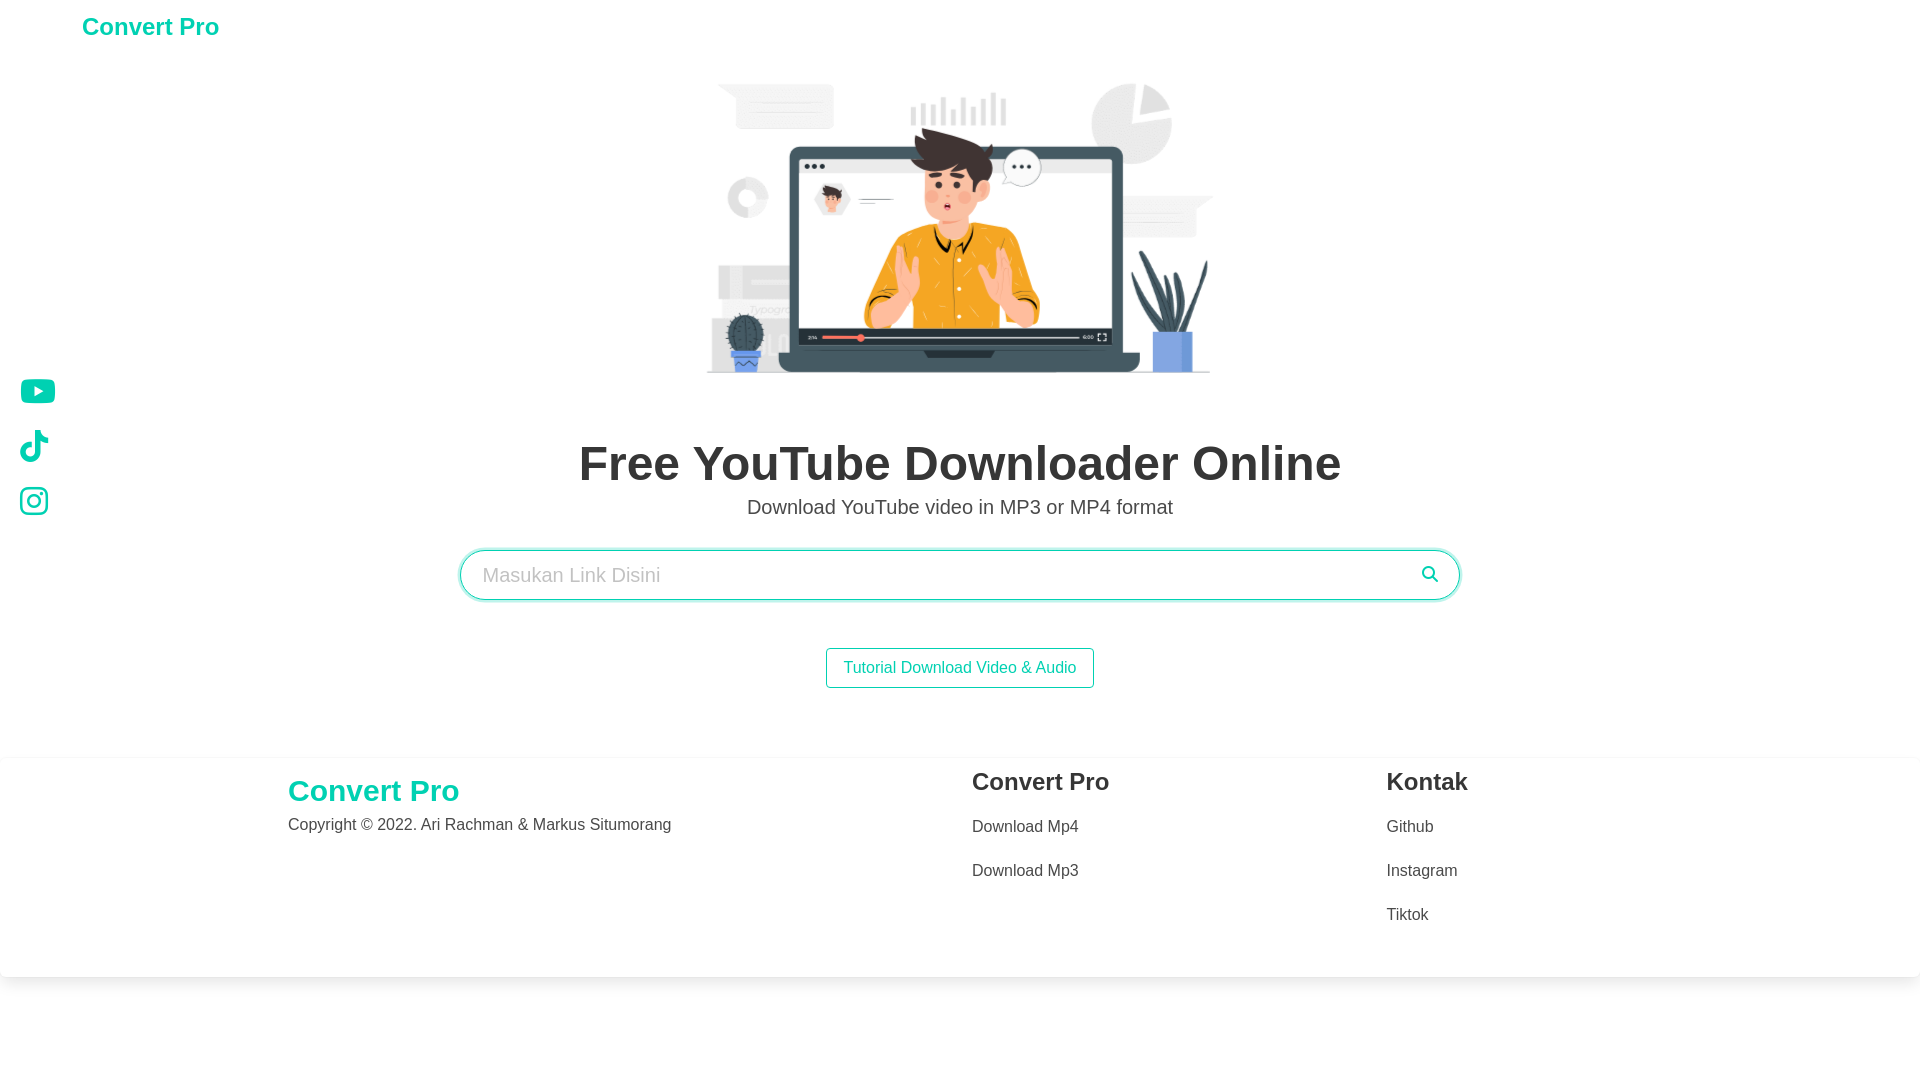 Convert Pro
Free YouTube Downloader Online
Download YouTube video in MP3 or MP4 format
Masukan Link Disini
Tutorial Download Video & Audio
Convert Pro
Copyright © 2022. Ari Rachman & Markus Situmorang
Convert Pro
Download Mp4
Download Mp3
Kontak
Github
Instagram
Tiktok